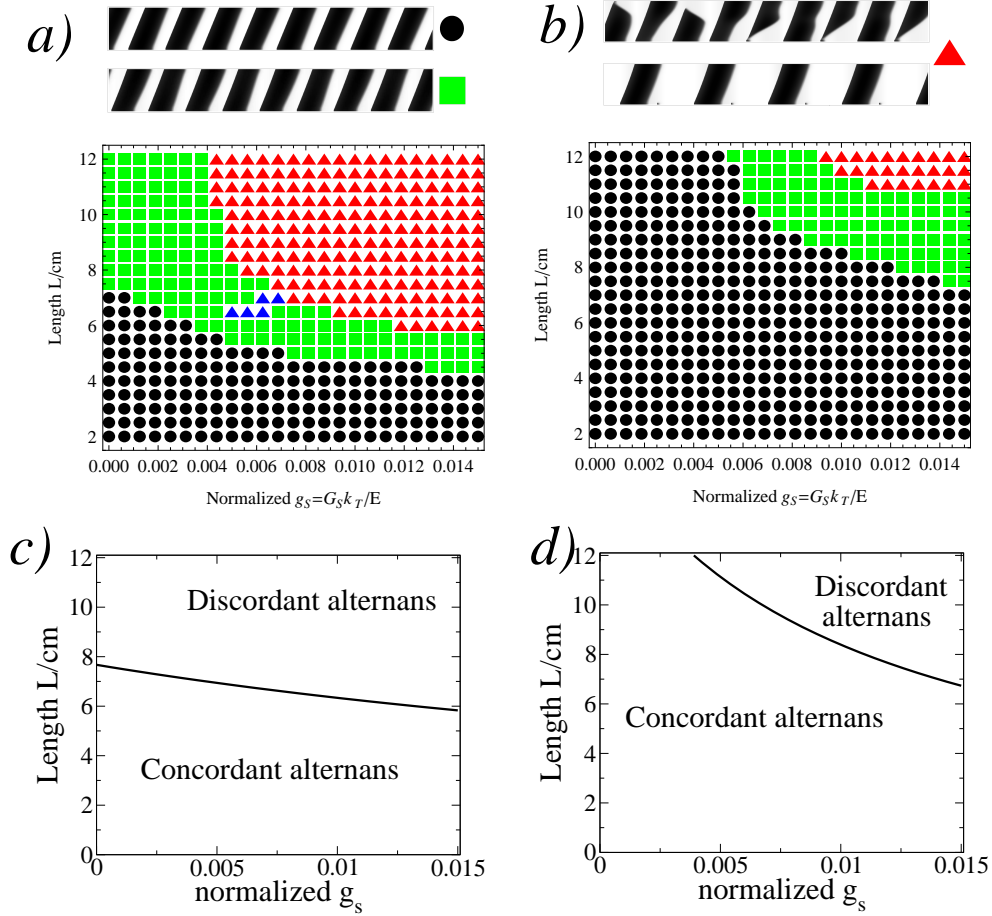 a)
b)
12
10
8
6
4
2
Length L/cm
0.000 0.002 0.004 0.006 0.008 0.010 0.012 0.014
Normalized g_S=G_S k_T/E
12
10
8
6
4
2
Length L/cm
0.000 0.002 0.004 0.006 0.008 0.010 0.012 0.014
Normalized g_S=G_S k_T/E
c)
12
10
8
6
4
2
0
Length L/cm
Discordant alternans
Concordant alternans
0 0.005 0.01 0.015
normalized g_s
d)
12
10
8
6
4
2
0
Length L/cm
Discordant
alternans
Concordant alternans
0 0.005 0.01 0.015
normalized g_s